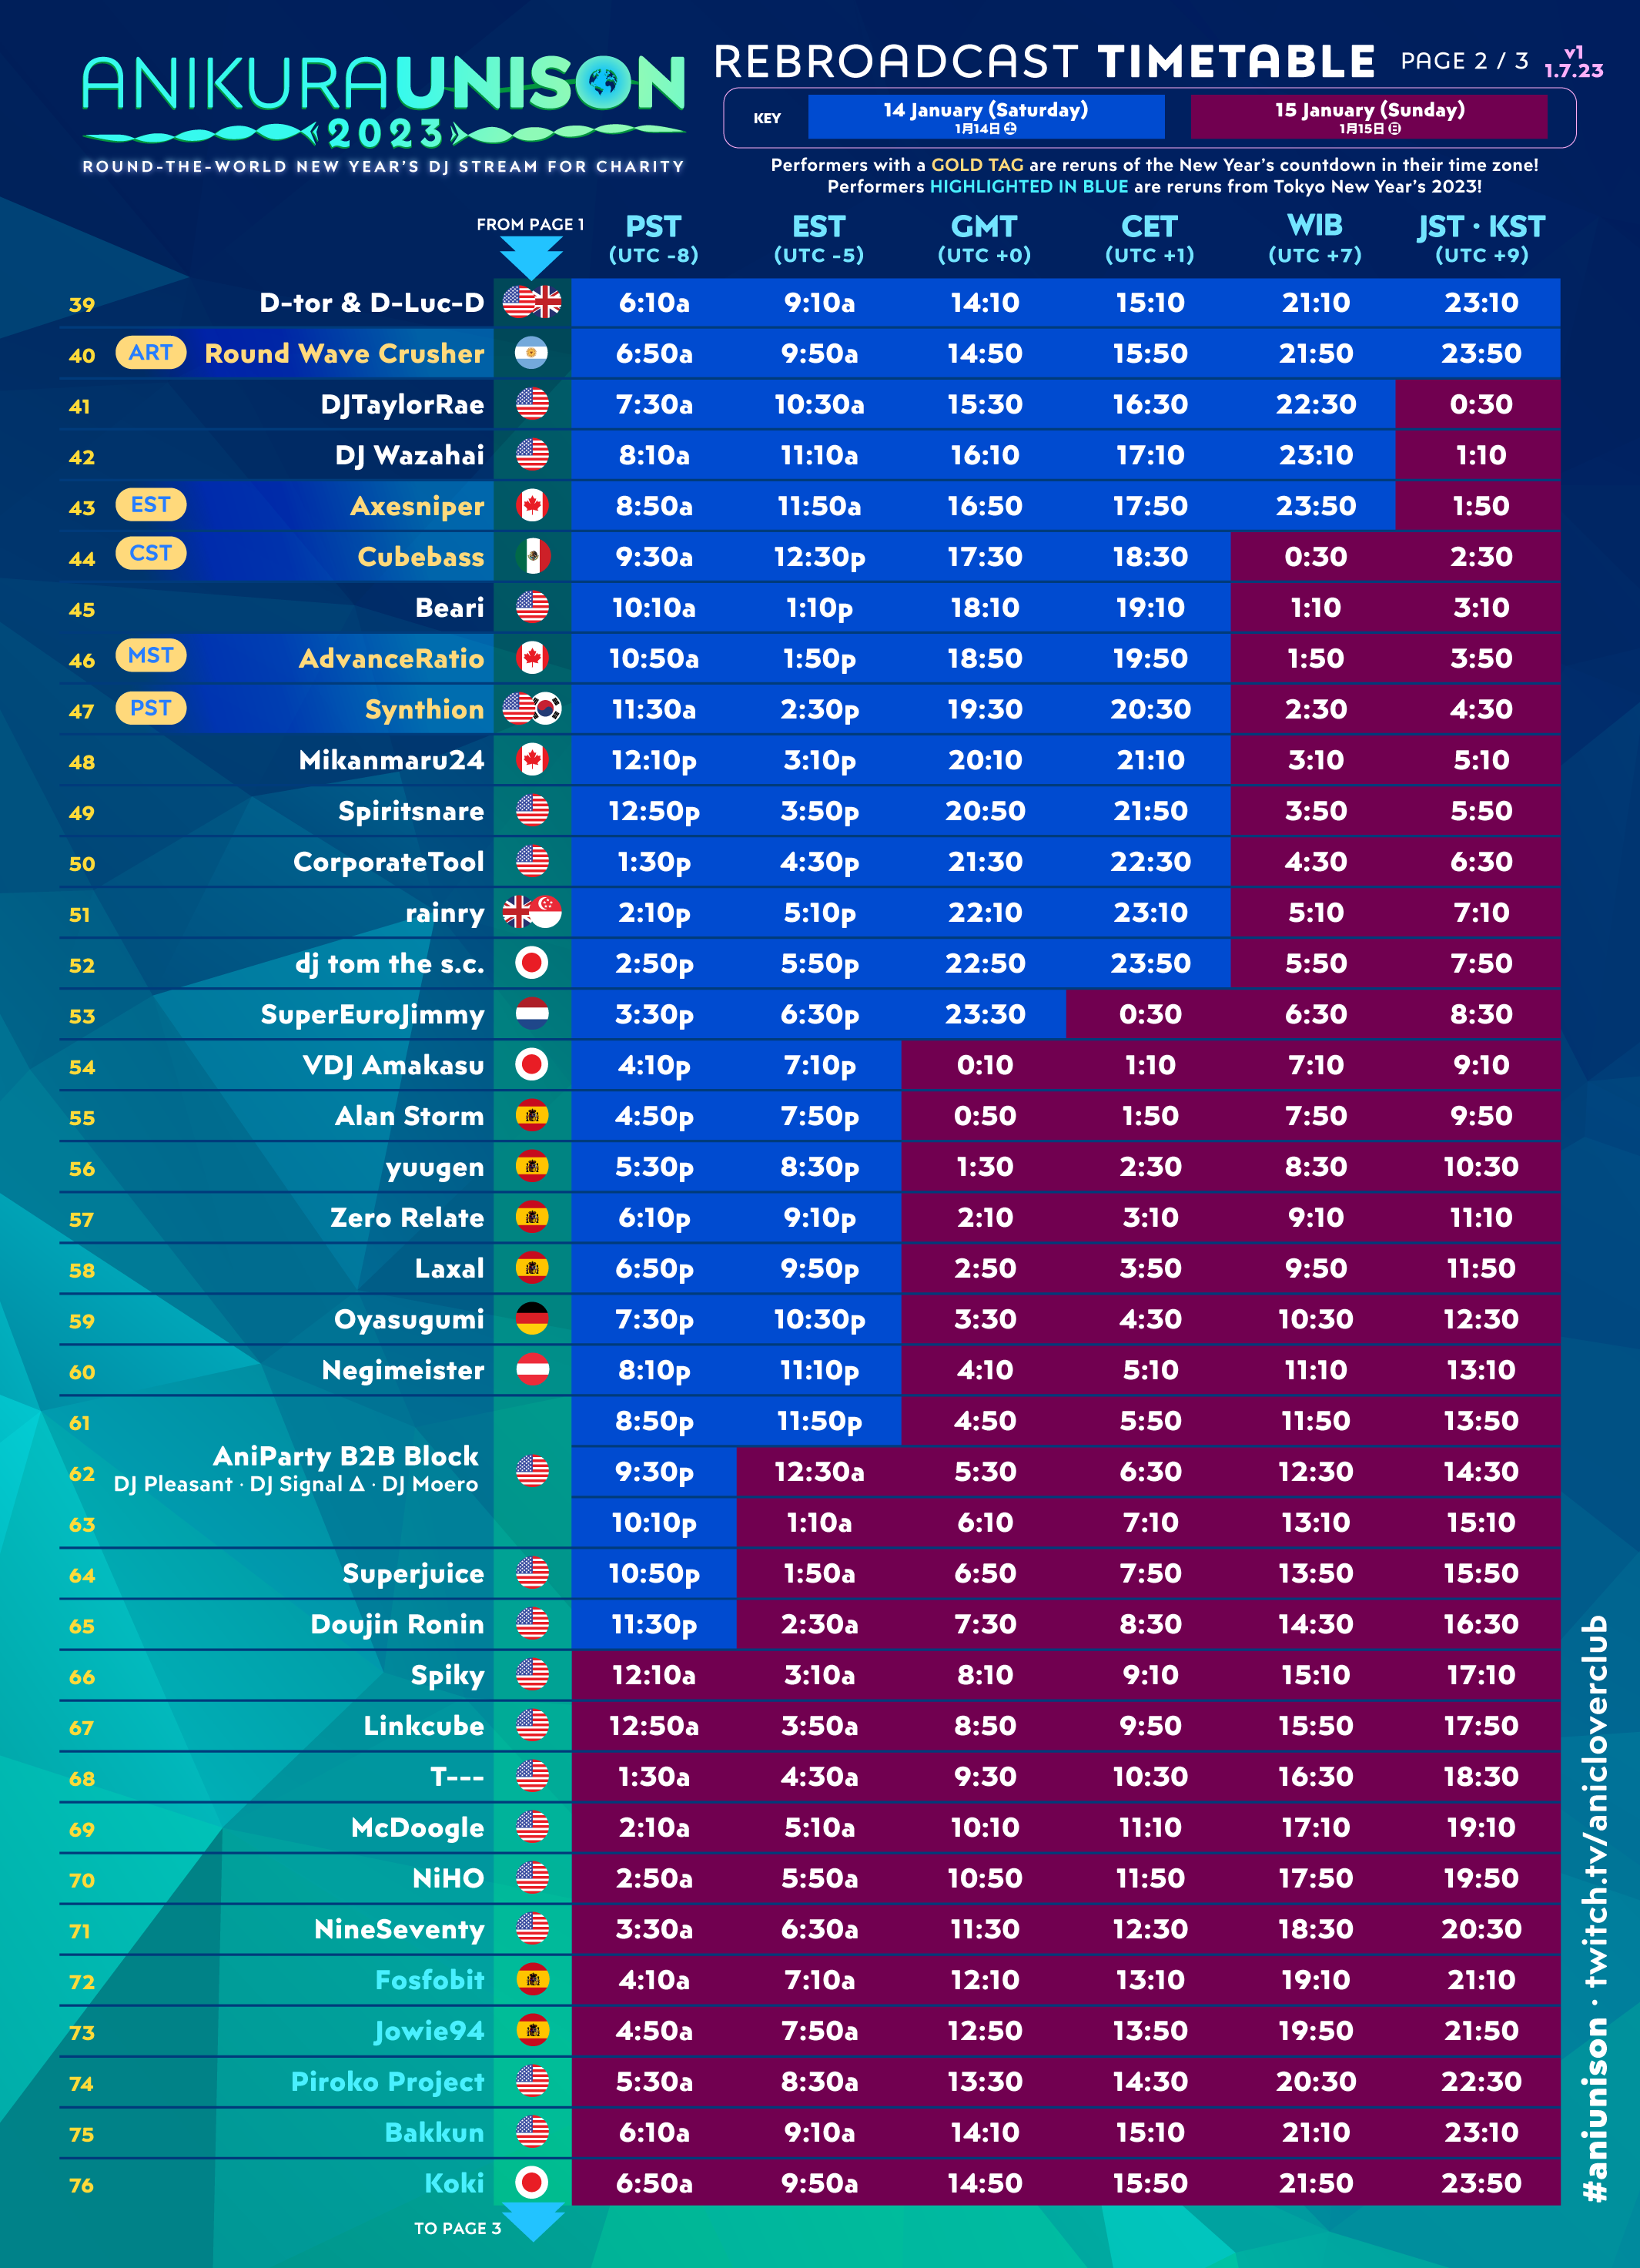 ANIKURAUNISON
2023
ROUND-THE-WORLD NEW YEAR'S DJ STREAM FOR CHARITY
REBROADCAST TIMETABLE PAGE 2 / 3 v1 1.7.23
KEY
14 January (Saturday)
1月14日 ㊏
15 January (Sunday)
1月15日 ㊐
Performers with a GOLD TAG are reruns of the New Year's countdown in their time zone!
Performers HIGHLIGHTED IN BLUE are reruns from Tokyo New Year's 2023!
FROM PAGE 1
PST EST GMT CET WIB JST · KST
(UTC -8) (UTC -5) (UTC +0) (UTC +1) (UTC +7) (UTC +9)
39 D-tor & D-Luc-D 6:10a 9:10a 14:10 15:10 21:10 23:10
40 ART Round Wave Crusher 6:50a 9:50a 14:50 15:50 21:50 23:50
41 DJTaylorRae 7:30a 10:30a 15:30 16:30 22:30 0:30
42 DJ Wazahai 8:10a 11:10a 16:10 17:10 23:10 1:10
43 EST Axesniper 8:50a 11:50a 16:50 17:50 23:50 1:50
44 CST Cubebass 9:30a 12:30p 17:30 18:30 0:30 2:30
45 Beari 10:10a 1:10p 18:10 19:10 1:10 3:10
46 MST AdvanceRatio 10:50a 1:50p 18:50 19:50 1:50 3:50
47 PST Synthion 11:30a 2:30p 19:30 20:30 2:30 4:30
48 Mikanmaru24 12:10p 3:10p 20:10 21:10 3:10 5:10
49 Spiritsnare 12:50p 3:50p 20:50 21:50 3:50 5:50
50 CorporateTool 1:30p 4:30p 21:30 22:30 4:30 6:30
51 rainry 2:10p 5:10p 22:10 23:10 5:10 7:10
52 dj tom the s.c. 2:50p 5:50p 22:50 23:50 5:50 7:50
53 SuperEuroJimmy 3:30p 6:30p 23:30 0:30 6:30 8:30
54 VDJ Amakasu 4:10p 7:10p 0:10 1:10 7:10 9:10
55 Alan Storm 4:50p 7:50p 0:50 1:50 7:50 9:50
56 yuugen 5:30p 8:30p 1:30 2:30 8:30 10:30
57 Zero Relate 6:10p 9:10p 2:10 3:10 9:10 11:10
58 Laxal 6:50p 9:50p 2:50 3:50 9:50 11:50
59 Oyasugumi 7:30p 10:30p 3:30 4:30 10:30 12:30
60 Negimeister 8:10p 11:10p 4:10 5:10 11:10 13:10
61 8:50p 11:50p 4:50 5:50 11:50 13:50
AniParty B2B Block
62 9:30p 12:30a 5:30 6:30 12:30 14:30
DJ Pleasant · DJ Signal Δ · DJ Moero
63 10:10p 1:10a 6:10 7:10 13:10 15:10
64 Superjuice 10:50p 1:50a 6:50 7:50 13:50 15:50
65 Doujin Ronin 11:30p 2:30a 7:30 8:30 14:30 16:30
66 Spiky 12:10a 3:10a 8:10 9:10 15:10 17:10
67 Linkcube 12:50a 3:50a 8:50 9:50 15:50 17:50
68 T--- 1:30a 4:30a 9:30 10:30 16:30 18:30
69 McDoogle 2:10a 5:10a 10:10 11:10 17:10 19:10
70 NiHO 2:50a 5:50a 10:50 11:50 17:50 19:50
71 NineSeventy 3:30a 6:30a 11:30 12:30 18:30 20:30
72 Fosfobit 4:10a 7:10a 12:10 13:10 19:10 21:10
73 Jowie94 4:50a 7:50a 12:50 13:50 19:50 21:50
74 Piroko Project 5:30a 8:30a 13:30 14:30 20:30 22:30
75 Bakkun 6:10a 9:10a 14:10 15:10 21:10 23:10
76 Koki 6:50a 9:50a 14:50 15:50 21:50 23:50
TO PAGE 3
#aniunison · twitch.tv/anicloverclub